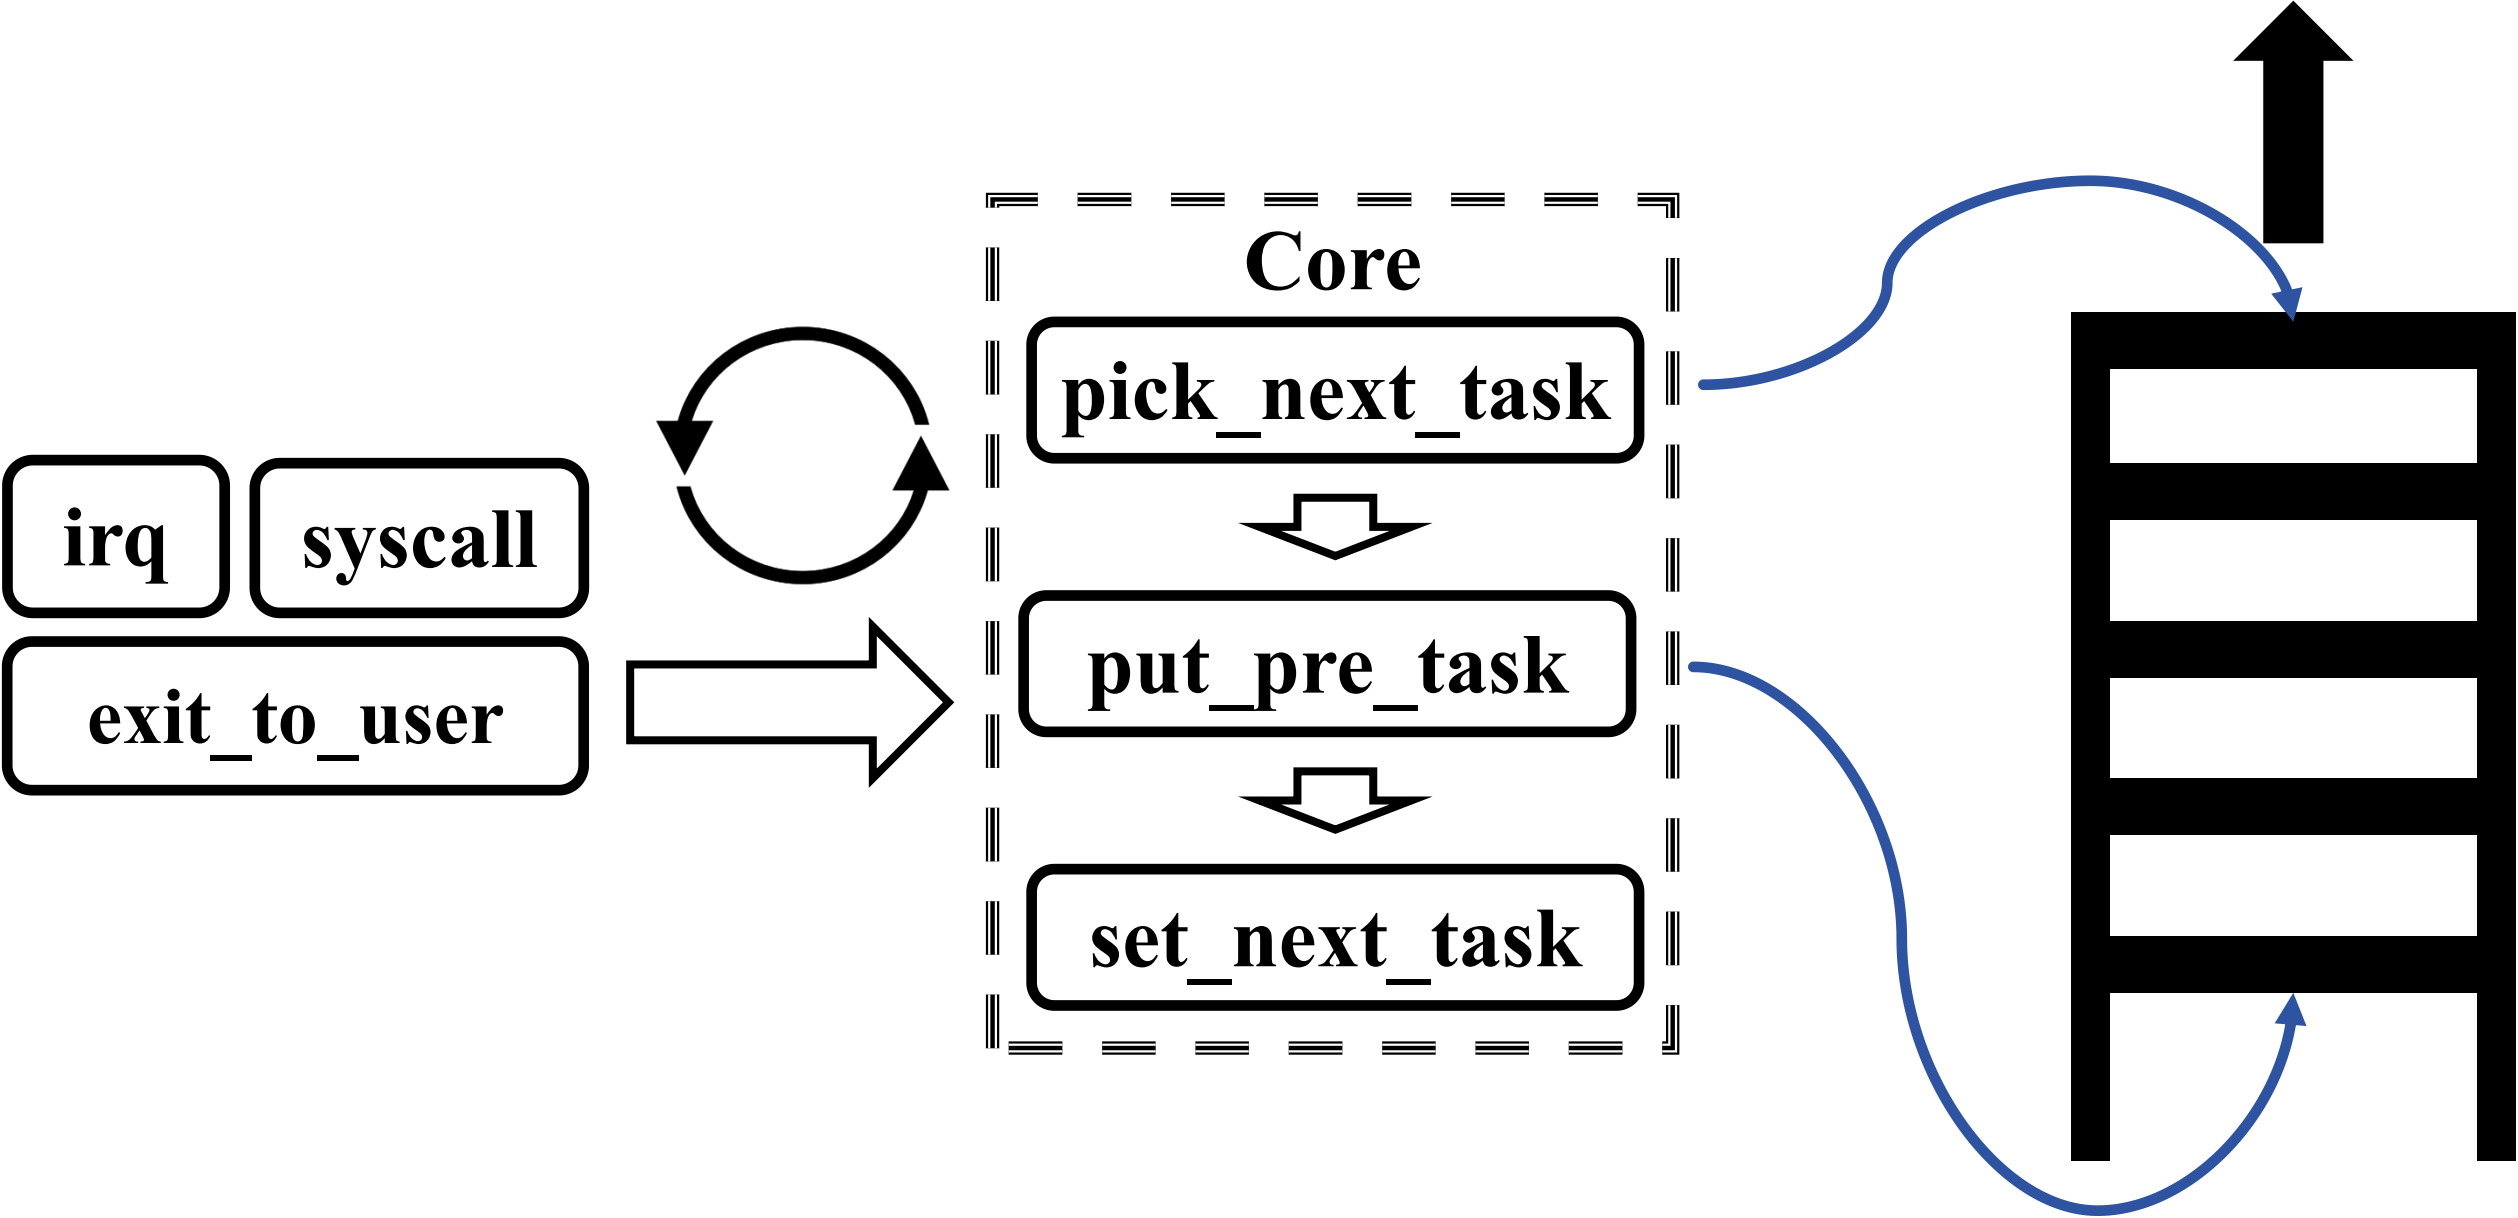 irq
syscall
exit_to_user
Core
pick_next_task
put_pre_task
set_next_task